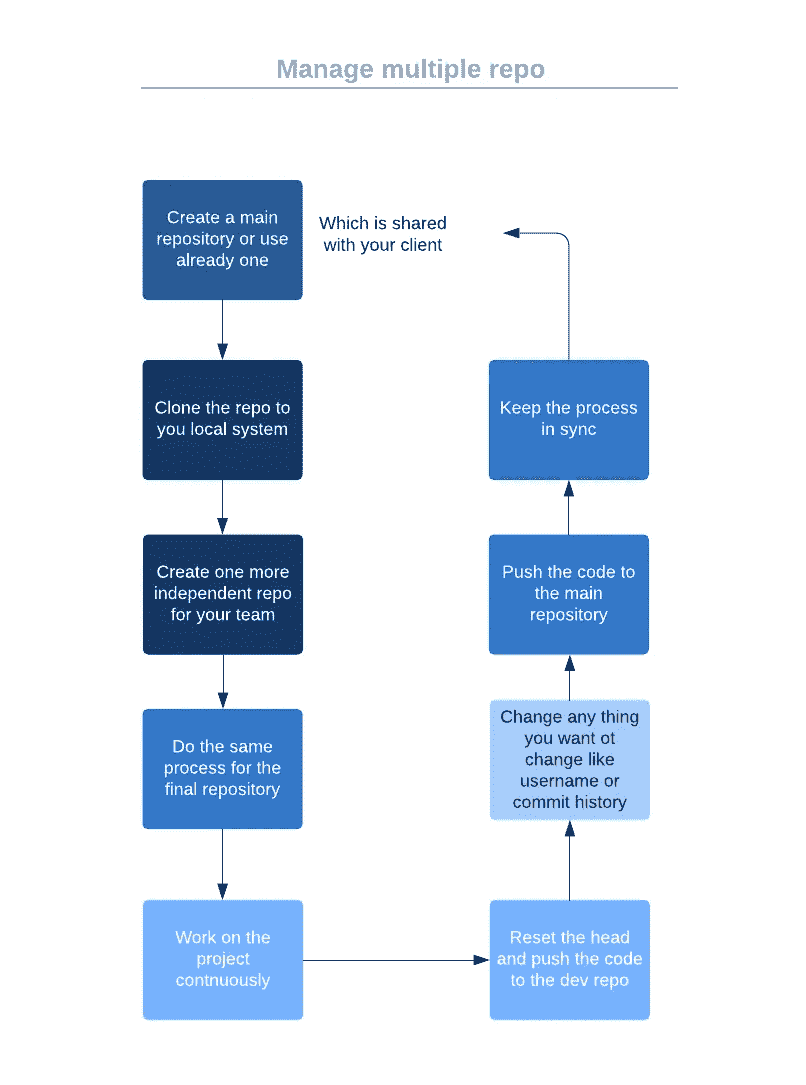 Manage multiple repo
Create a main
repository or use
already one
Which is shared
with your client
Clone the repo to
you local system
Create one more
independent repo
for your team
Do the same
process for the
final repository
Work on the
project
contnuously
Reset the head
and push the code
to the dev repo
Change any thing
you want ot
change like
username or
commit history
Push the code to
the main
repository
Keep the process
in sync